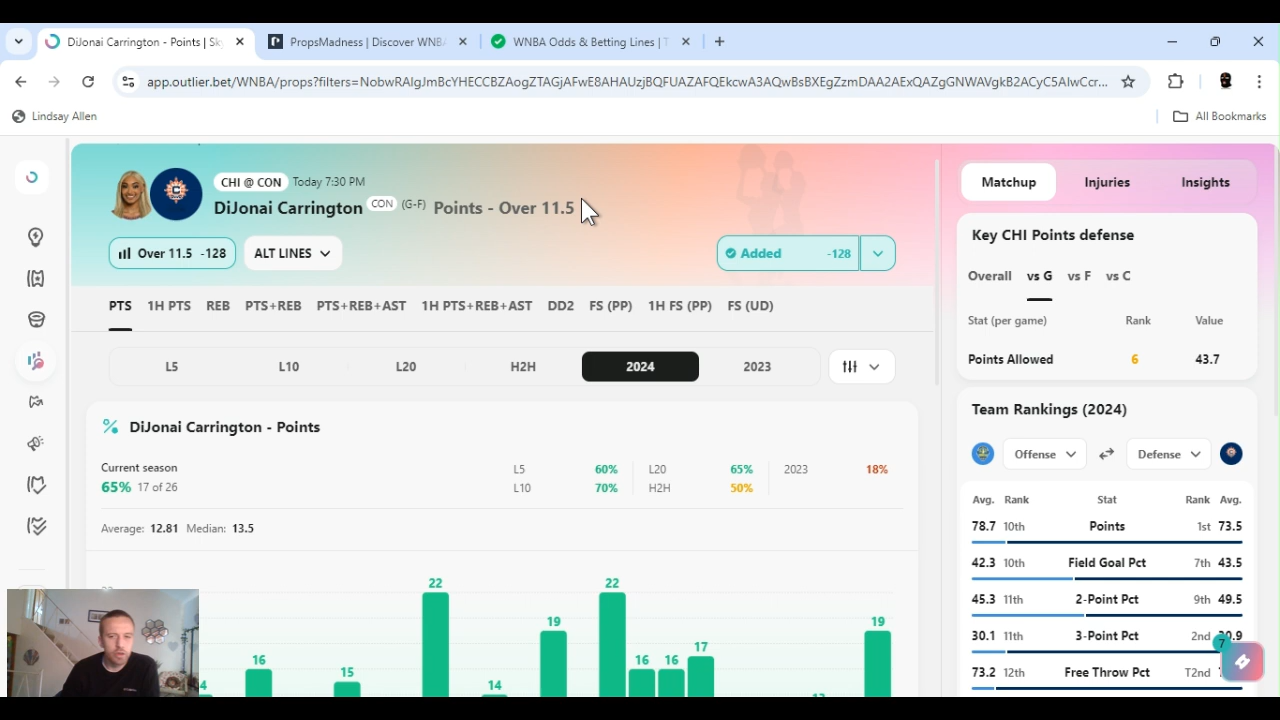 DiJonai Carrington - Points | Sk
PropsMadness | Discover WNB
WNBA Odds & Betting Lines | T
app.outlier.bet/WNBA/props?filters=NobwRAlgJmBcYHECCBZAogZTAGjAFwE8AHAUzjBQFUAZAFQEkcwA3AQwBsBXEgZzmDAA2AExQAZgGNWAVgkB2ACyC5AIwCcr...
Lindsay Allen
All Bookmarks
CHI @ CON Today 7:30 PM
DiJonai Carrington CON (G-F) Points - Over 11.5
Over 11.5 -128 ALT LINES
Added -128
PTS 1H PTS REB PTS+REB PTS+REB+AST 1H PTS+REB+AST DD2 FS (PP) 1H FS (PP) FS (UD)
L5 L10 L20 H2H 2024 2023
DiJonai Carrington - Points
Current season
65% 17 of 26
L5 60% L20 65% 2023 18%
L10 70% H2H 50%
Average: 12.81 Median: 13.5
22 22
19 19
16 16 16 17
15
14
4
Matchup Injuries Insights
Key CHI Points defense
Overall vs G vs F vs C
Stat (per game) Rank Value
Points Allowed 6 43.7
Team Rankings (2024)
Offense Defense
Avg. Rank Stat Rank Avg.
78.7 10th Points 1st 73.5
42.3 10th Field Goal Pct 7th 43.5
45.3 11th 2-Point Pct 9th 49.5
30.1 11th 3-Point Pct 2nd
7
73.2 12th Free Throw Pct T2nd